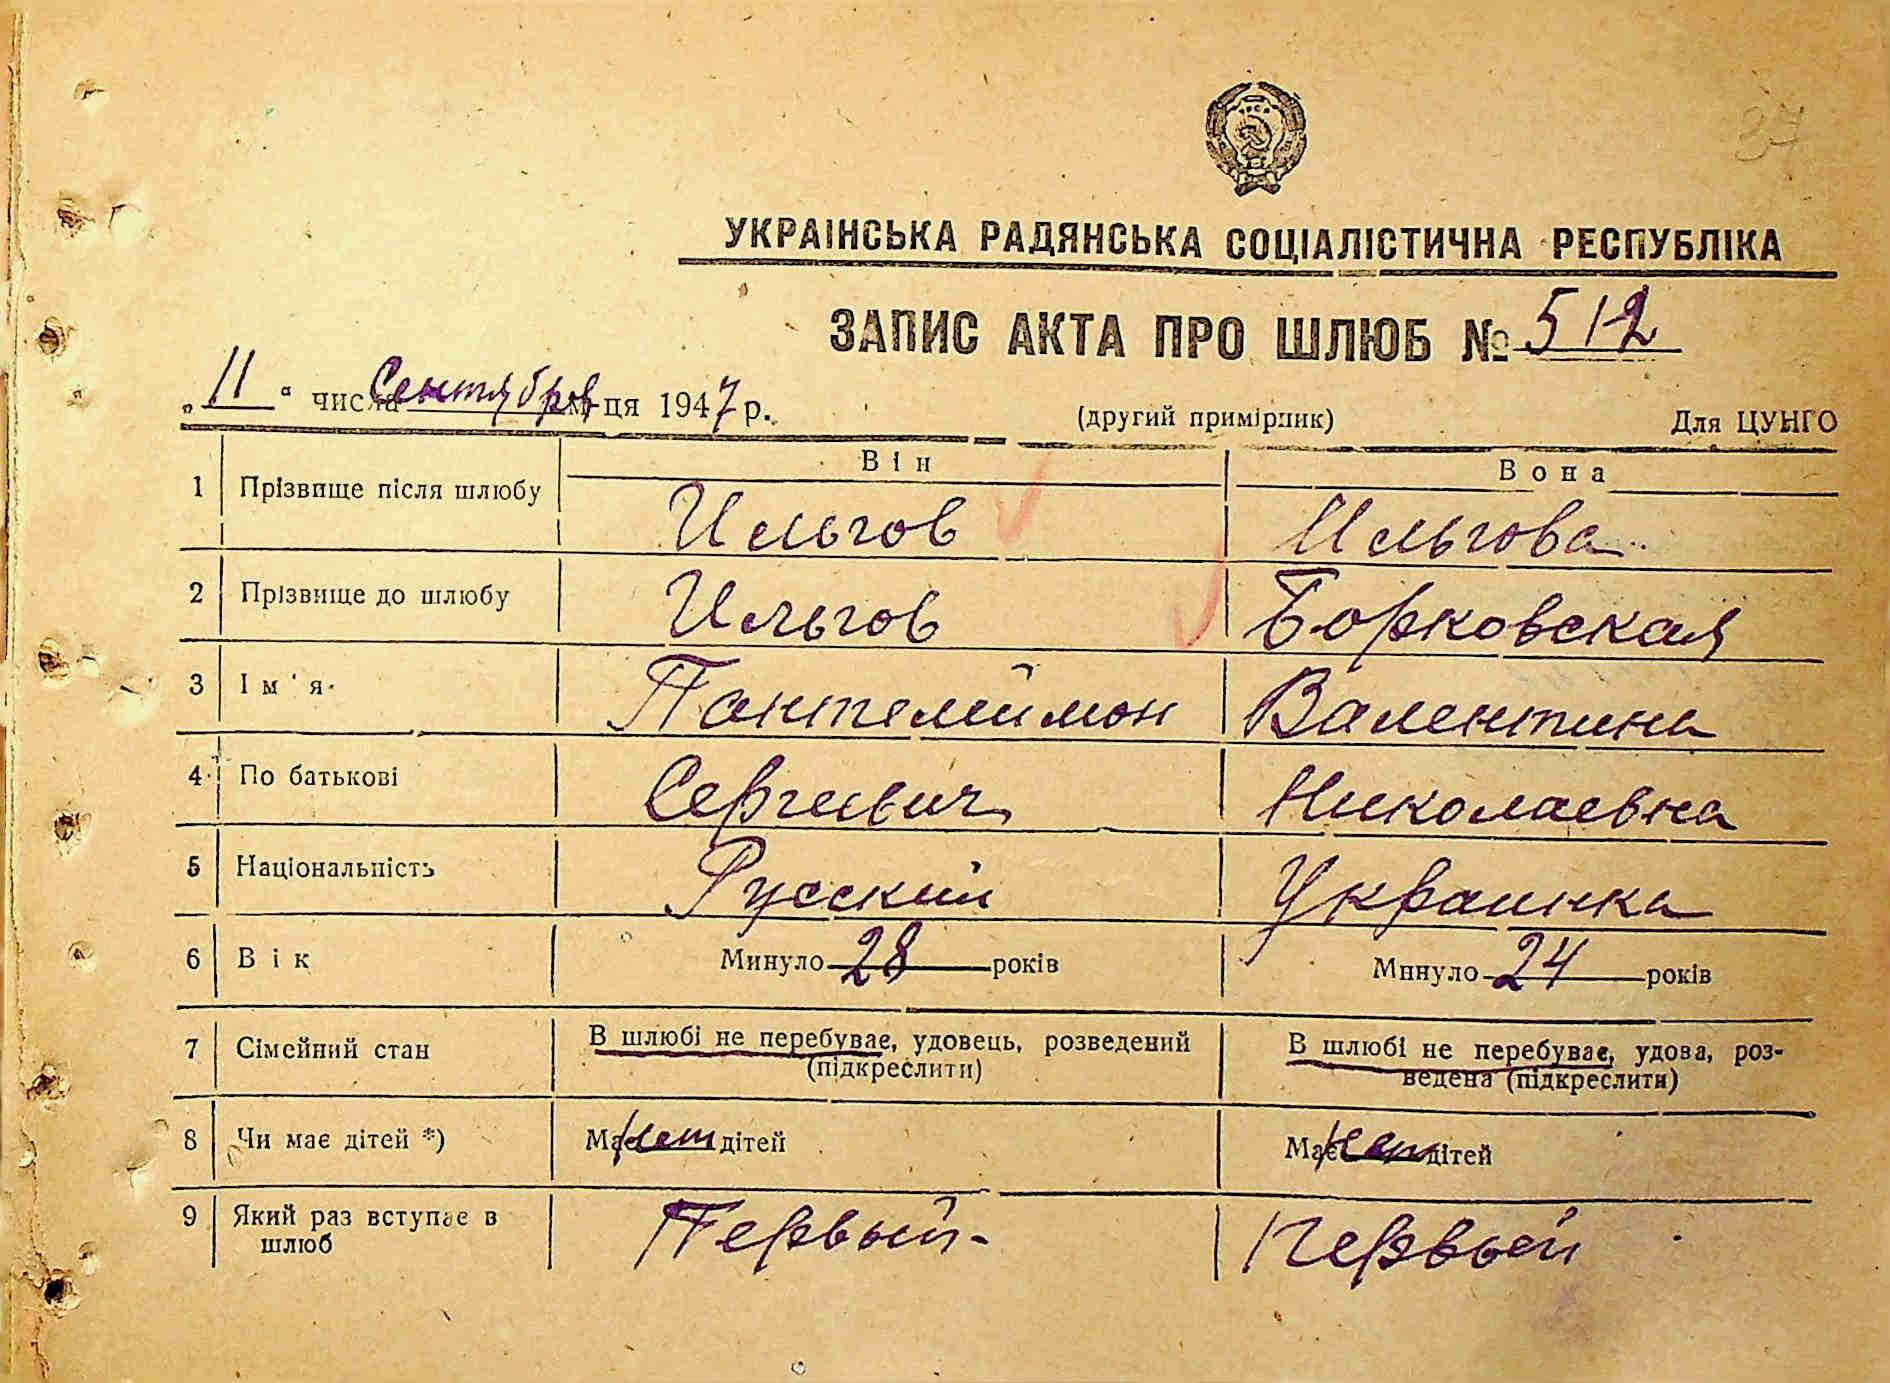 37
УКРАЇНСЬКА РАДЯНСЬКА СОЦІАЛІСТИЧНА РЕСПУБЛІКА
ЗАПИС АКТА ПРО ШЛЮБ № 512
„11“ числа Сентября м-ця 1947 р. (другий примірник) Для ЦУНГО
Він Вона
1 Прізвище після шлюбу Ильгов Ильгова
2 Прізвище до шлюбу Ильгов Борковская
3 Ім'я Пантелеймон Валентина
4 По батькові Сергеевич Николаевна
5 Національність Русский Украинка
6 Вік Минуло 28 років Минуло 24 років
7 Сімейний стан В шлюбі не перебуває, удовець, розведений (підкреслити) В шлюбі не перебуває, удова, роз-
ведена (підкреслити)
8 Чи має дітей *) Має нет дітей Має нет дітей
9 Який раз вступає в Первый Первый
шлюб